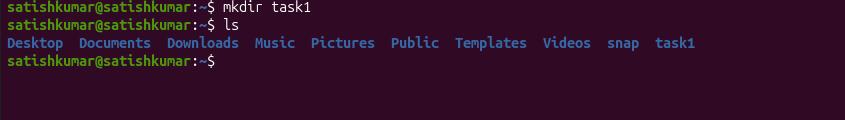 satishkumar@satishkumar:~$ mkdir task1
satishkumar@satishkumar:~$ ls
Desktop  Documents  Downloads  Music  Pictures  Public  Templates  Videos  snap  task1
satishkumar@satishkumar:~$